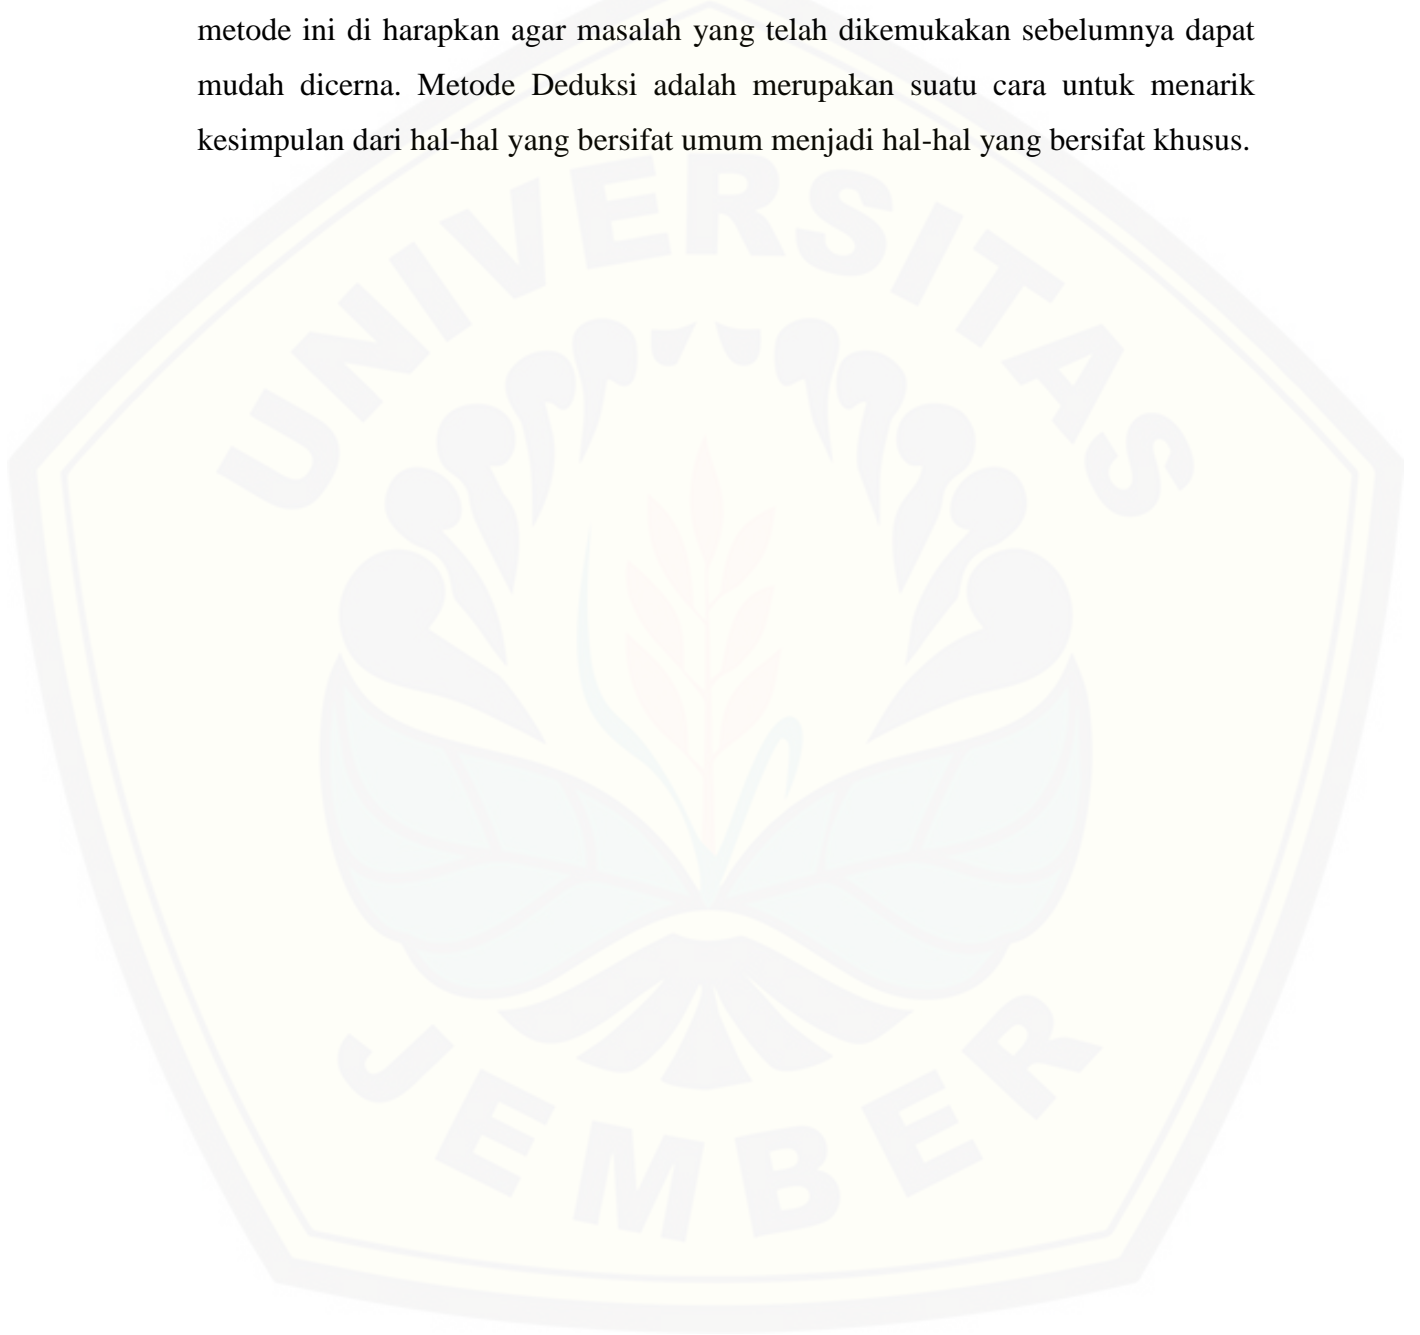 metode ini di harapkan agar masalah yang telah dikemukakan sebelumnya dapat
mudah dicerna. Metode Deduksi adalah merupakan suatu cara untuk menarik
kesimpulan dari hal-hal yang bersifat umum menjadi hal-hal yang bersifat khusus.
UNIVERSITAS
JEMBER